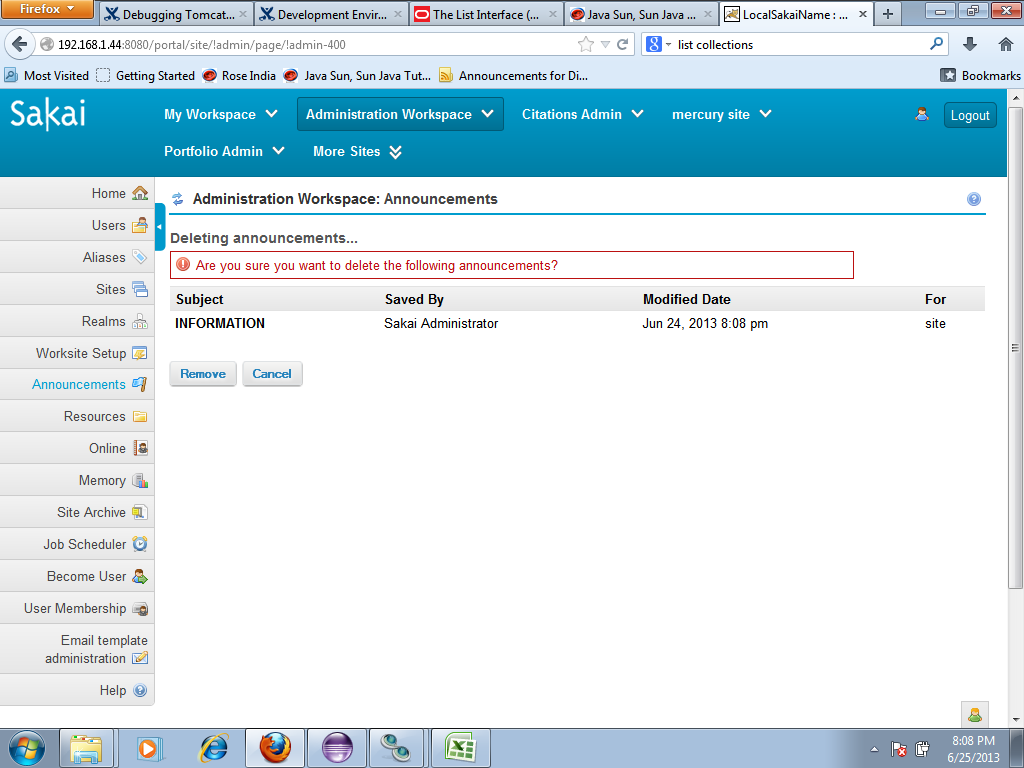 Firefox
Debugging Tomcat...
Development Envir...
The List Interface (...
Java Sun, Sun Java ...
LocalSakaiName : ...
192.168.1.44:8080/portal/site/!admin/page/!admin-400
8
list collections
Most Visited
Getting Started
Rose India
Java Sun, Sun Java Tut...
Announcements for Di...
Bookmarks
Sakai
My Workspace
Administration Workspace
Citations Admin
mercury site
Logout
Portfolio Admin
More Sites
Home
Users
Aliases
Sites
Realms
Worksite Setup
Announcements
Resources
Online
Memory
Site Archive
Job Scheduler
Become User
User Membership
Email template
administration
Help
Administration Workspace: Announcements
Deleting announcements...
Are you sure you want to delete the following announcements?
Subject Saved By Modified Date For
INFORMATION Sakai Administrator Jun 24, 2013 8:08 pm site
Remove Cancel
8:08 PM
6/25/2013